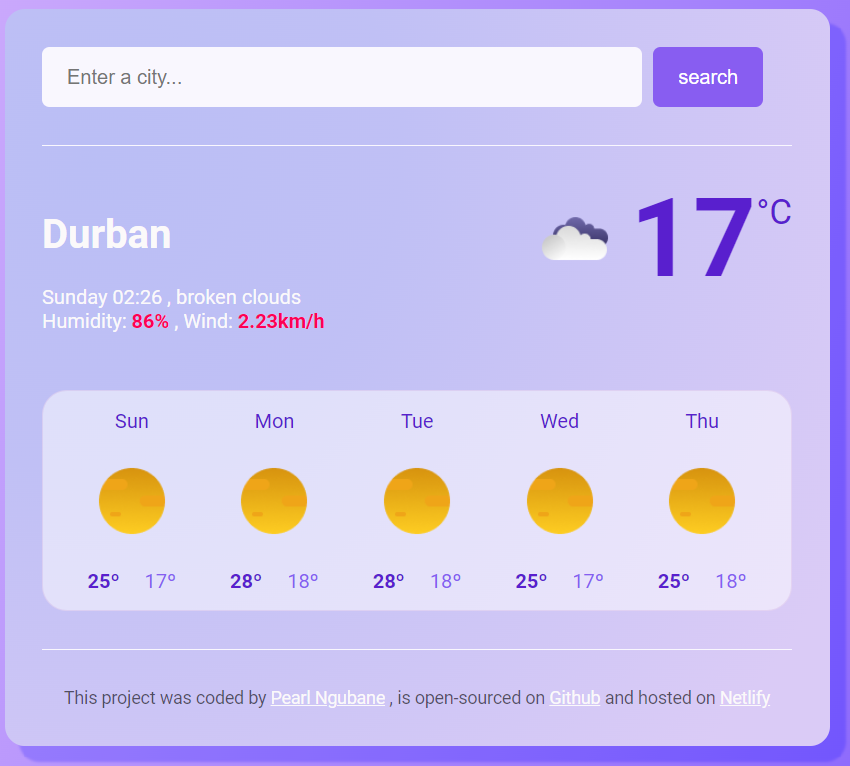 Enter a city...
search
17°C
Durban
Sunday 02:26 , broken clouds
Humidity: 86% , Wind: 2.23km/h
Sun Mon Tue Wed Thu
25° 17° 28° 18° 28° 18° 25° 17° 25° 18°
This project was coded by Pearl Ngubane , is open-sourced on Github and hosted on Netlify